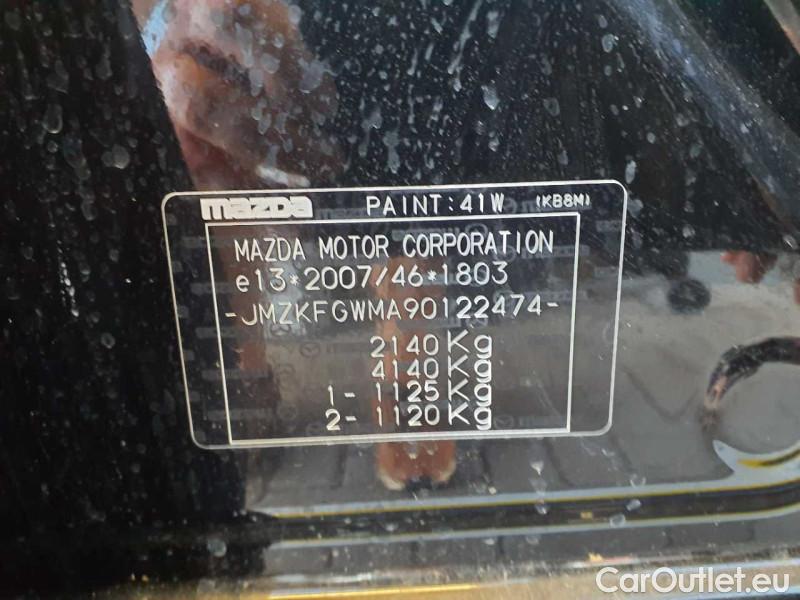 mazda PAINT:41W (KB8M)
MAZDA MOTOR CORPORATION
e13*2007/46*1803
-JMZKFGWMA90122474-
2140Kg
4140Kg
1- 1125Kg
2- 1120Kg
CarOutlet.eu